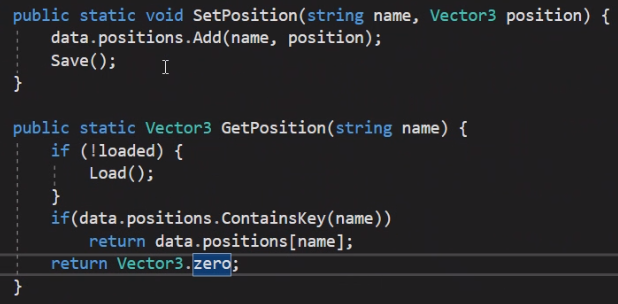 public static void SetPosition(string name, Vector3 position) {
    data.positions.Add(name, position);
    Save();
}

public static Vector3 GetPosition(string name) {
    if (!loaded) {
        Load();
    }
    if(data.positions.ContainsKey(name))
        return data.positions[name];
    return Vector3.zero;
}